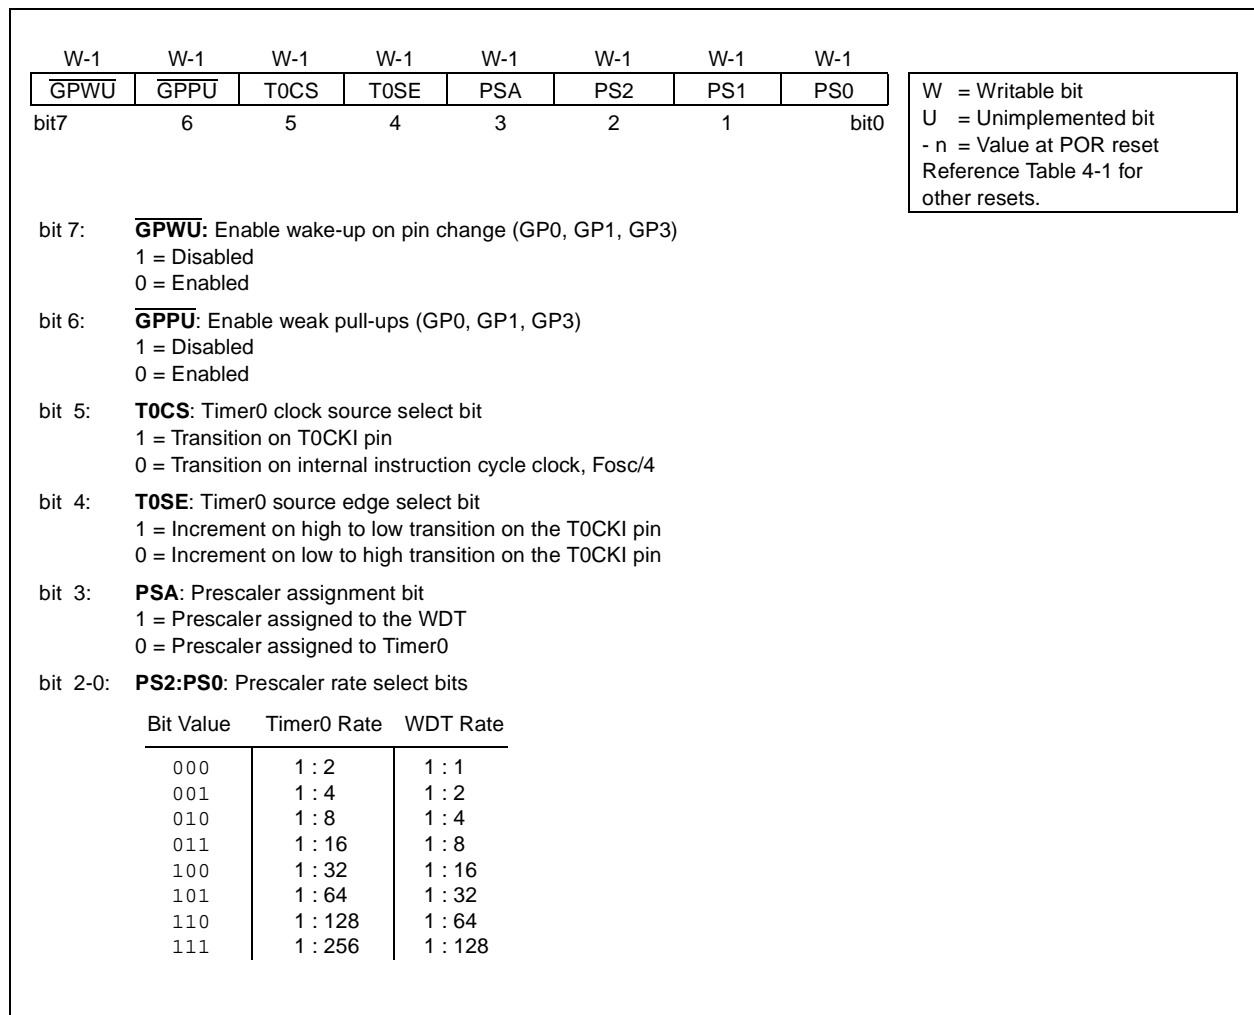 W-1 W-1 W-1 W-1 W-1 W-1 W-1 W-1
GPWU GPPU T0CS T0SE PSA PS2 PS1 PS0
bit7 6 5 4 3 2 1 bit0
W = Writable bit
U = Unimplemented bit
- n = Value at POR reset
Reference Table 4-1 for
other resets.
bit 7: GPWU: Enable wake-up on pin change (GP0, GP1, GP3)
1 = Disabled
0 = Enabled
bit 6: GPPU: Enable weak pull-ups (GP0, GP1, GP3)
1 = Disabled
0 = Enabled
bit 5: T0CS: Timer0 clock source select bit
1 = Transition on T0CKI pin
0 = Transition on internal instruction cycle clock, Fosc/4
bit 4: T0SE: Timer0 source edge select bit
1 = Increment on high to low transition on the T0CKI pin
0 = Increment on low to high transition on the T0CKI pin
bit 3: PSA: Prescaler assignment bit
1 = Prescaler assigned to the WDT
0 = Prescaler assigned to Timer0
bit 2-0: PS2:PS0: Prescaler rate select bits
Bit Value Timer0 Rate WDT Rate
000 1 : 2 1 : 1
001 1 : 4 1 : 2
010 1 : 8 1 : 4
011 1 : 16 1 : 8
100 1 : 32 1 : 16
101 1 : 64 1 : 32
110 1 : 128 1 : 64
111 1 : 256 1 : 128